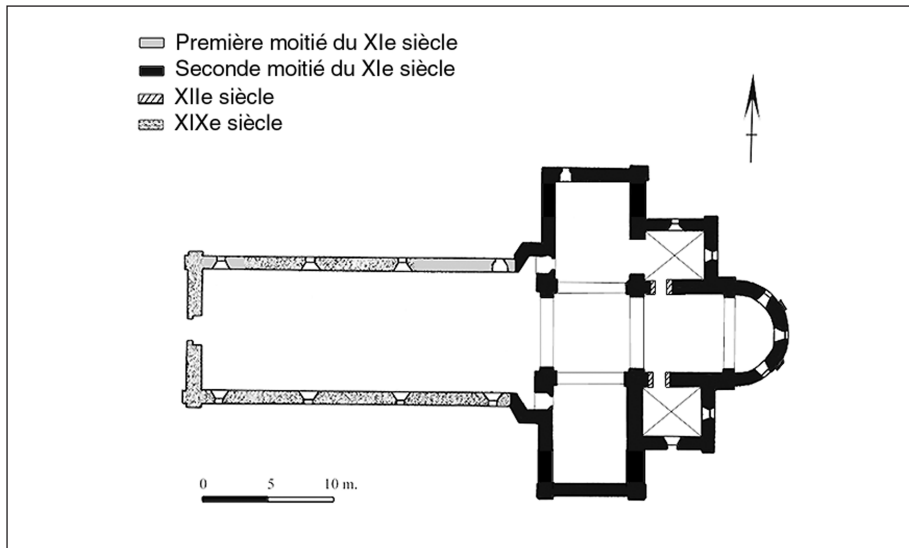 Première moitié du XIe siècle
Seconde moitié du XIe siècle
XIIe siècle
XIXe siècle
0 5 10 m.